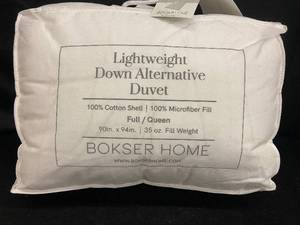 Lightweight
Down Alternative
Duvet
100% Cotton Shell | 100% Microfiber Fill
Full / Queen
90in. x 94in. | 35 oz. Fill Weight
BOKSER HOME